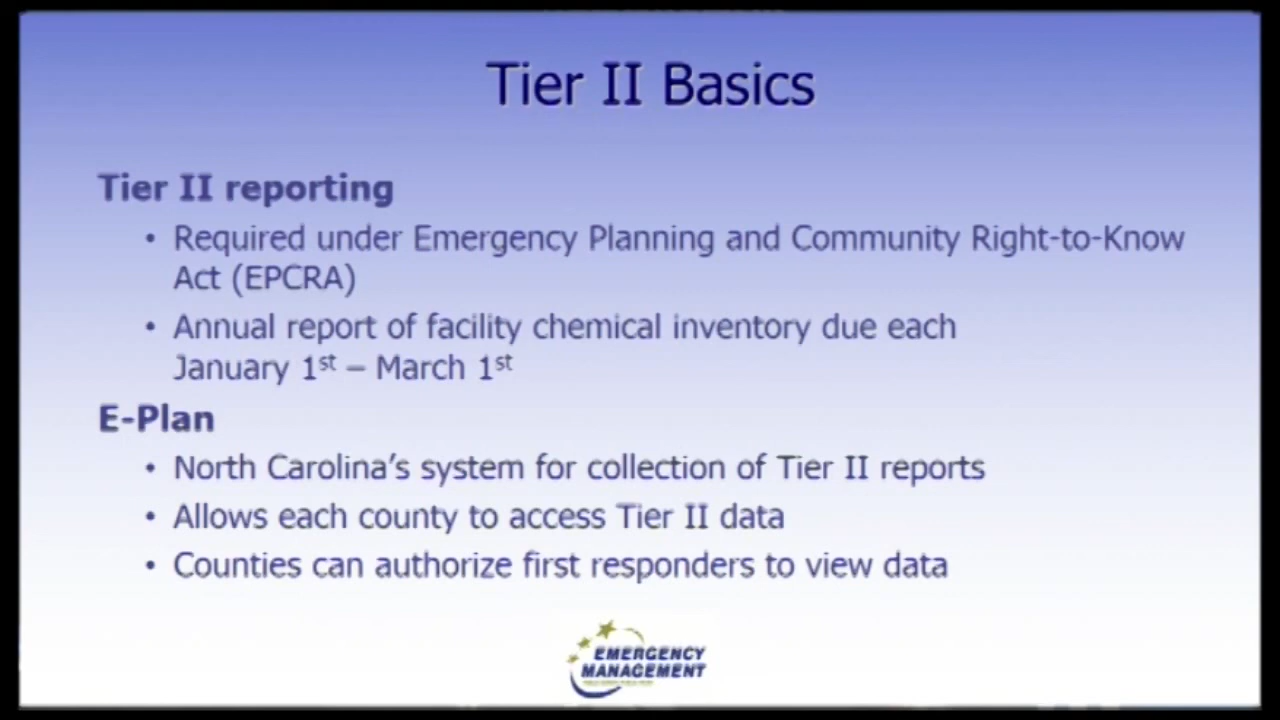 Tier II Basics
Tier II reporting
• Required under Emergency Planning and Community Right-to-Know
Act (EPCRA)
• Annual report of facility chemical inventory due each
January 1st – March 1st
E-Plan
• North Carolina's system for collection of Tier II reports
• Allows each county to access Tier II data
• Counties can authorize first responders to view data
EMERGENCY
MANAGEMENT